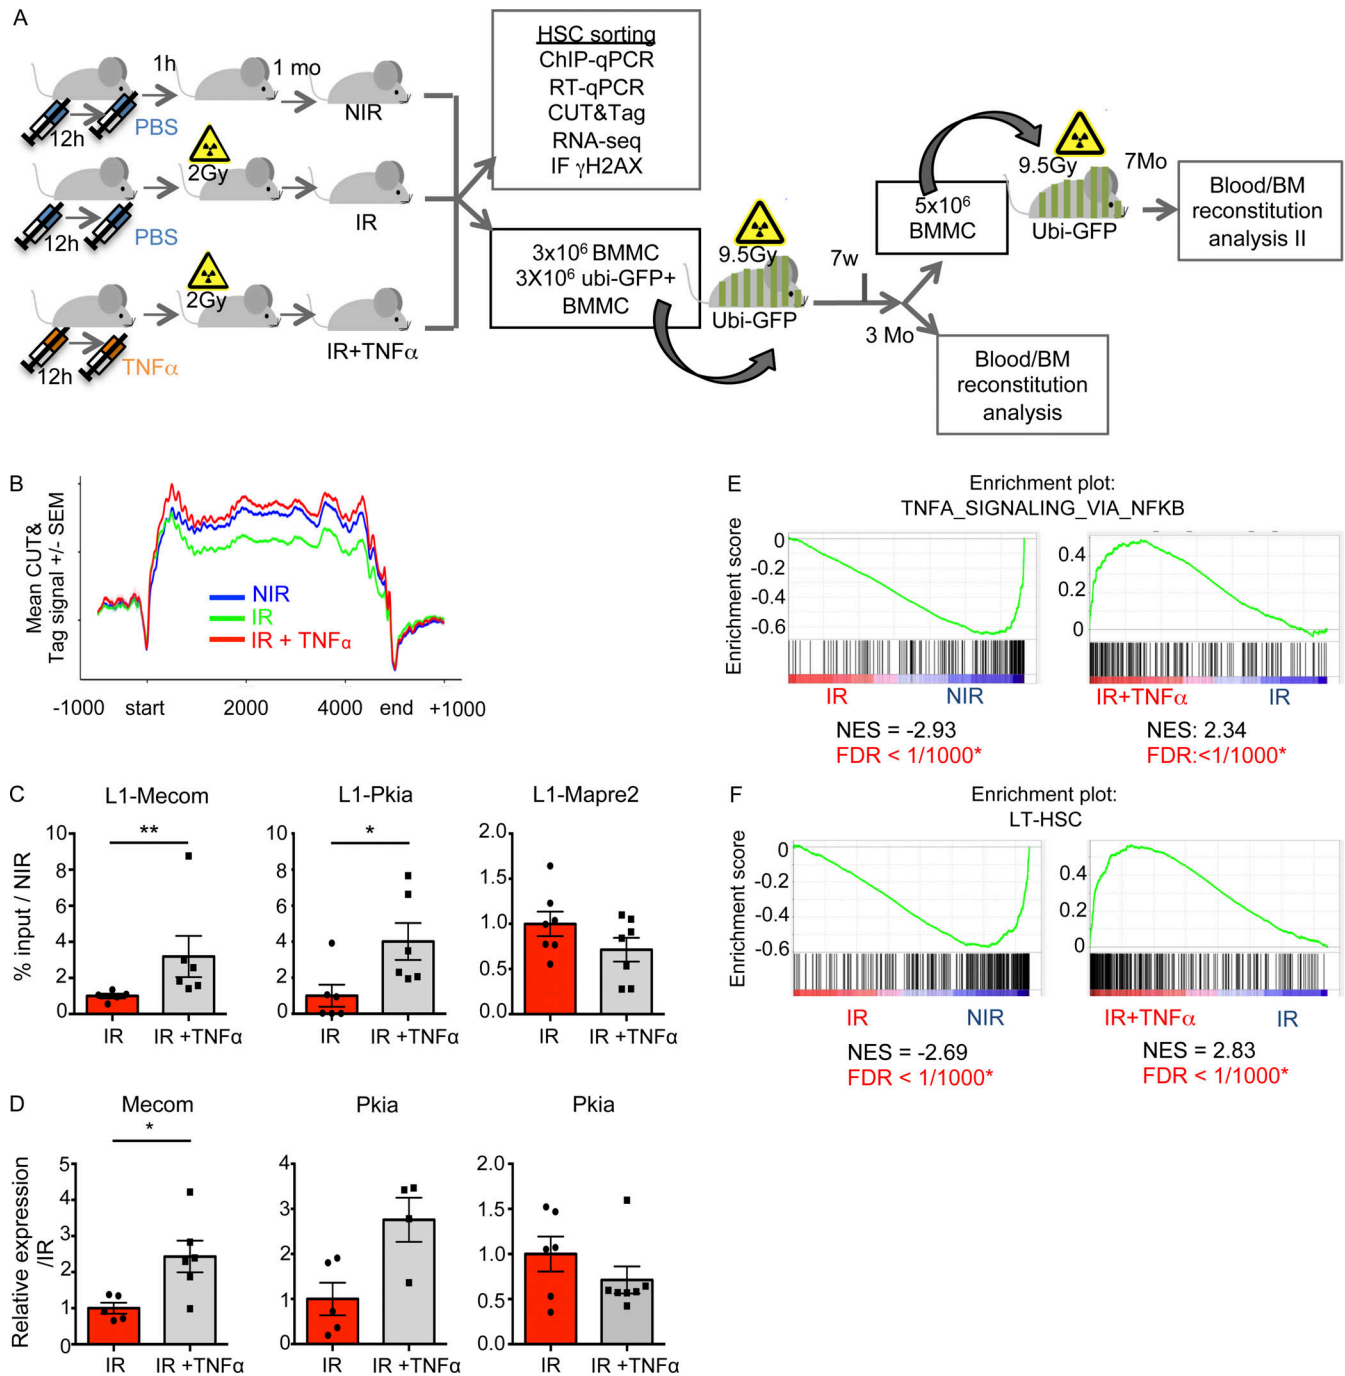 A
1h
1 mo
12h
PBS
NIR
2Gy
12h
PBS
IR
2Gy
12h
TNFα
IR+TNFα
HSC sorting
ChIP-qPCR
RT-qPCR
CUT&Tag
RNA-seq
IF γH2AX
3x10⁶ BMMC
3X10⁶ ubi-GFP+
BMMC
9.5Gy
Ubi-GFP
7w
3 Mo
5x10⁶
BMMC
9.5Gy
Ubi-GFP
7Mo
Blood/BM
reconstitution
analysis II
Blood/BM
reconstitution
analysis
B
Mean CUT&
Tag signal +/- SEM
NIR
IR
IR + TNFα
-1000 start 2000 4000 end +1000
C
L1-Mecom
L1-Pkia
L1-Mapre2
% input / NIR
10
8
6
4
2
0
**
IR
IR +TNFα
10
8
6
4
2
0
*
IR
IR +TNFα
2.0
1.5
1.0
0.5
0.0
IR
IR +TNFα
D
Mecom
Pkia
Pkia
Relative expression
/IR
5
4
3
2
1
0
*
IR
IR +TNFα
4
3
2
1
0
IR
IR +TNFα
2.0
1.5
1.0
0.5
0.0
IR
IR +TNFα
E
Enrichment plot:
TNFA_SIGNALING_VIA_NFKB
Enrichment score
0
-0.2
-0.4
-0.6
IR
NIR
NES = -2.93
FDR < 1/1000*
0.4
0.2
0
IR+TNFα
IR
NES: 2.34
FDR:<1/1000*
F
Enrichment plot:
LT-HSC
Enrichment score
0
-0.2
-0.4
-0.6
IR
NIR
NES = -2.69
FDR < 1/1000*
0.4
0.2
0
IR+TNFα
IR
NES = 2.83
FDR < 1/1000*